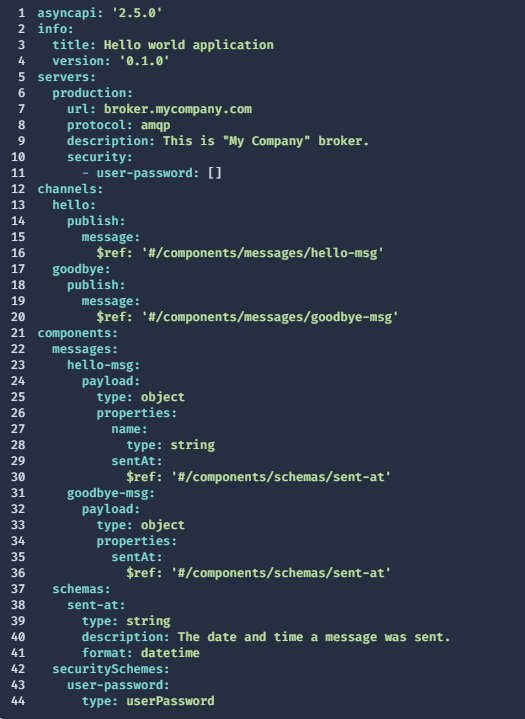 1 asyncapi: '2.5.0'
2 info:
3   title: Hello world application
4   version: '0.1.0'
5 servers:
6   production:
7     url: broker.mycompany.com
8     protocol: amqp
9     description: This is "My Company" broker.
10     security:
11       - user-password: []
12 channels:
13   hello:
14     publish:
15       message:
16         $ref: '#/components/messages/hello-msg'
17   goodbye:
18     publish:
19       message:
20         $ref: '#/components/messages/goodbye-msg'
21 components:
22   messages:
23     hello-msg:
24       payload:
25         type: object
26         properties:
27           name:
28             type: string
29           sentAt:
30             $ref: '#/components/schemas/sent-at'
31     goodbye-msg:
32       payload:
33         type: object
34         properties:
35           sentAt:
36             $ref: '#/components/schemas/sent-at'
37   schemas:
38     sent-at:
39       type: string
40       description: The date and time a message was sent.
41       format: datetime
42   securitySchemes:
43     user-password:
44       type: userPassword